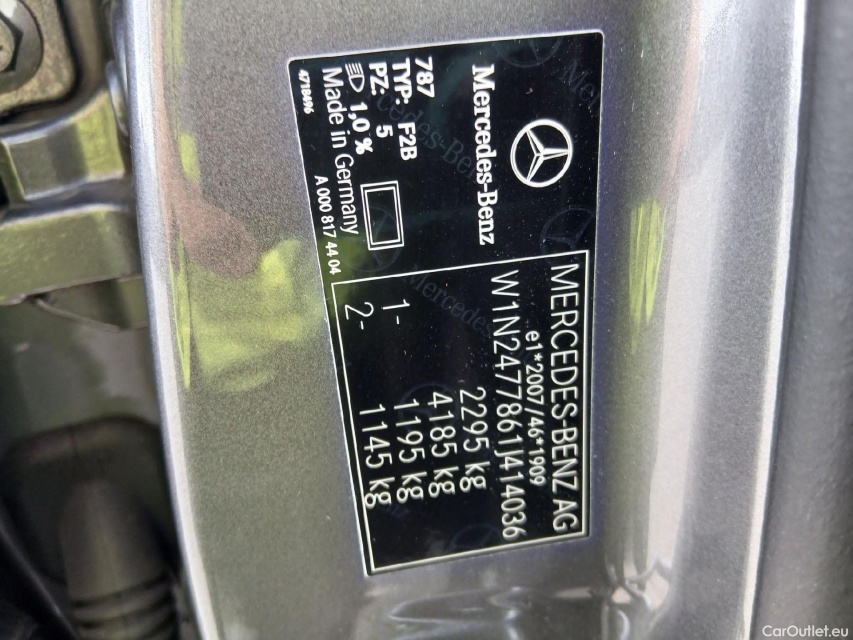 Mercedes-Benz
787
TYP: F2B
PZ: 5
1,0 %
Made in Germany
A 000 817 44 04
4718496
MERCEDES-BENZ AG
e1*2007/46*1909
W1N2477861J414036
2295 kg
4185 kg
1- 1195 kg
2- 1145 kg
CarOutlet.eu